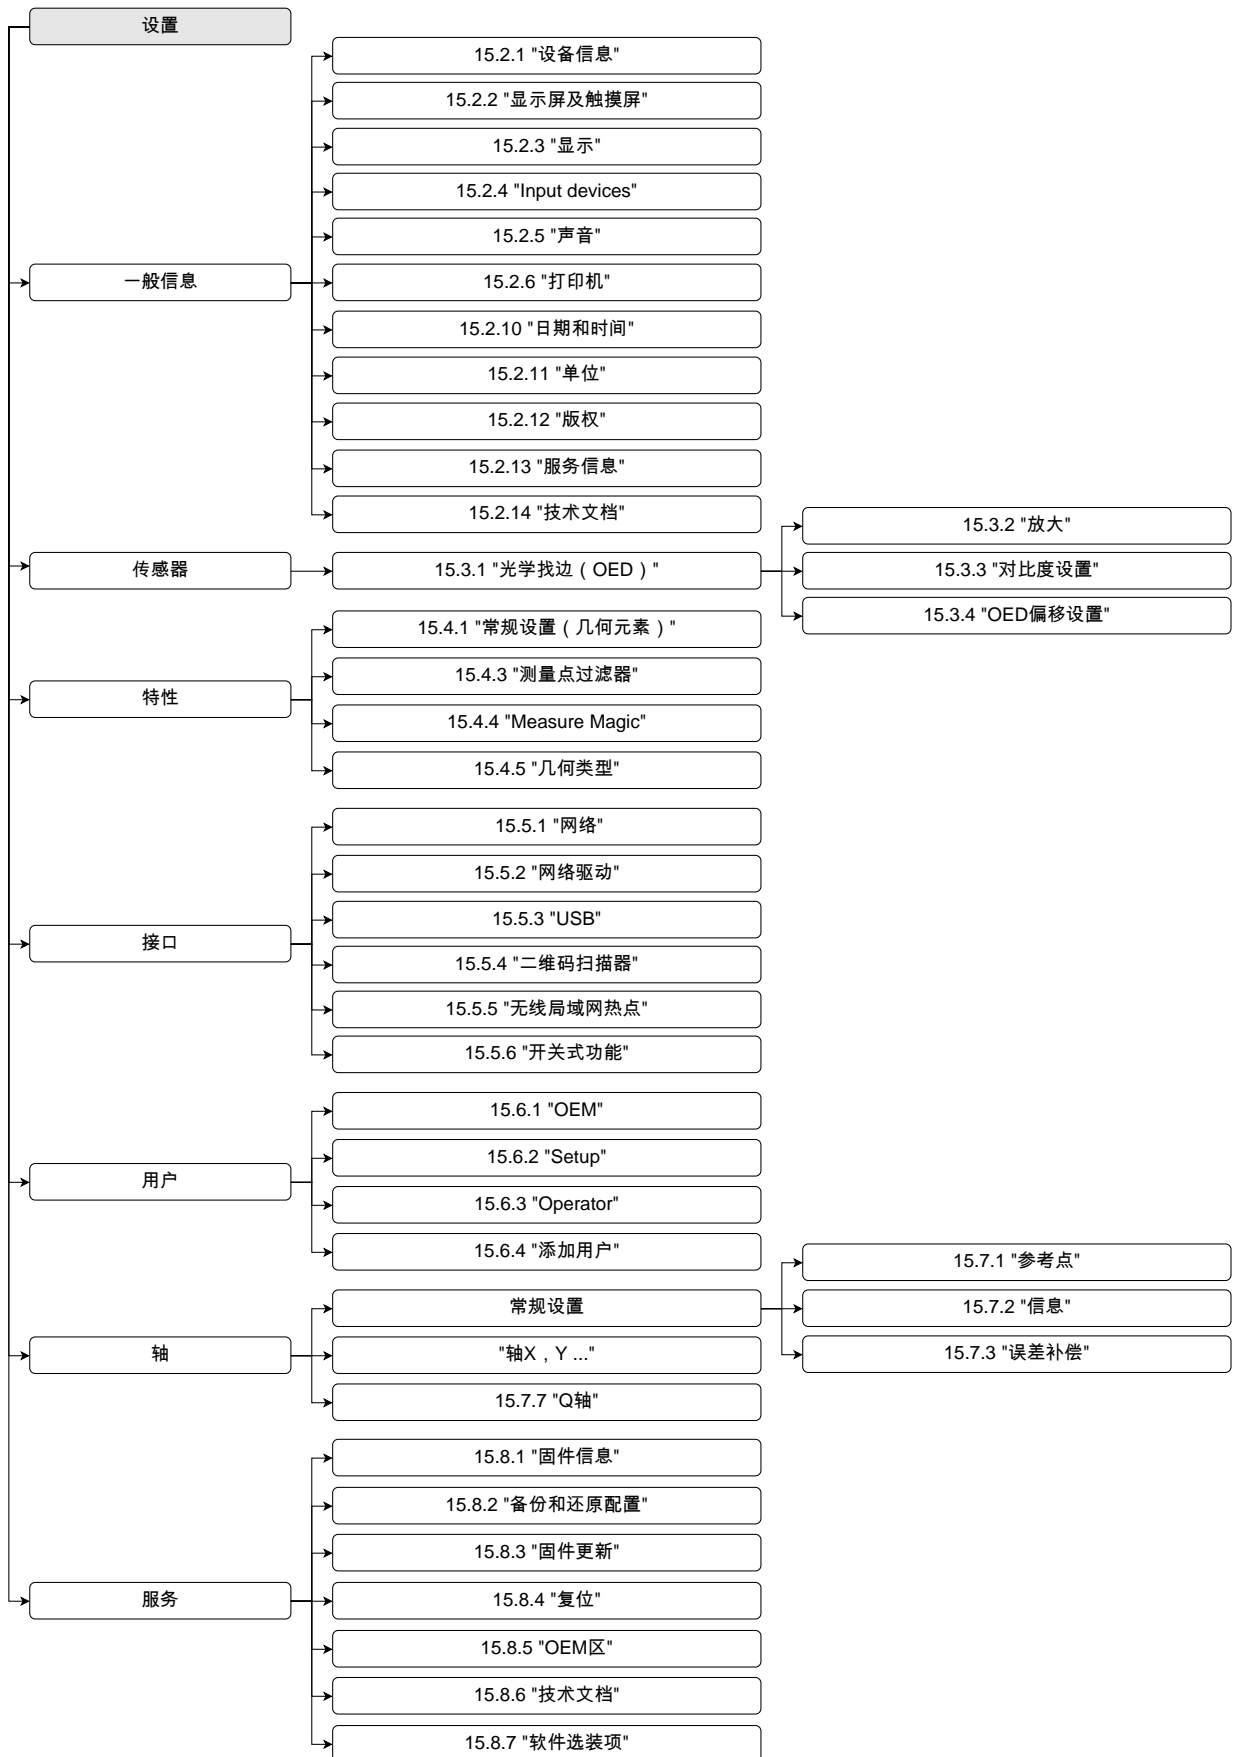 设置
一般信息
15.2.1 "设备信息"
15.2.2 "显示屏及触摸屏"
15.2.3 "显示"
15.2.4 "Input devices"
15.2.5 "声音"
15.2.6 "打印机"
15.2.10 "日期和时间"
15.2.11 "单位"
15.2.12 "版权"
15.2.13 "服务信息"
15.2.14 "技术文档"
传感器
15.3.1 "光学找边（OED）"
15.3.2 "放大"
15.3.3 "对比度设置"
15.3.4 "OED偏移设置"
特性
15.4.1 "常规设置（几何元素）"
15.4.3 "测量点过滤器"
15.4.4 "Measure Magic"
15.4.5 "几何类型"
接口
15.5.1 "网络"
15.5.2 "网络驱动"
15.5.3 "USB"
15.5.4 "二维码扫描器"
15.5.5 "无线局域网热点"
15.5.6 "开关式功能"
用户
15.6.1 "OEM"
15.6.2 "Setup"
15.6.3 "Operator"
15.6.4 "添加用户"
轴
常规设置
15.7.1 "参考点"
15.7.2 "信息"
15.7.3 "误差补偿"
"轴X，Y ..."
15.7.7 "Q轴"
服务
15.8.1 "固件信息"
15.8.2 "备份和还原配置"
15.8.3 "固件更新"
15.8.4 "复位"
15.8.5 "OEM区"
15.8.6 "技术文档"
15.8.7 "软件选装项"